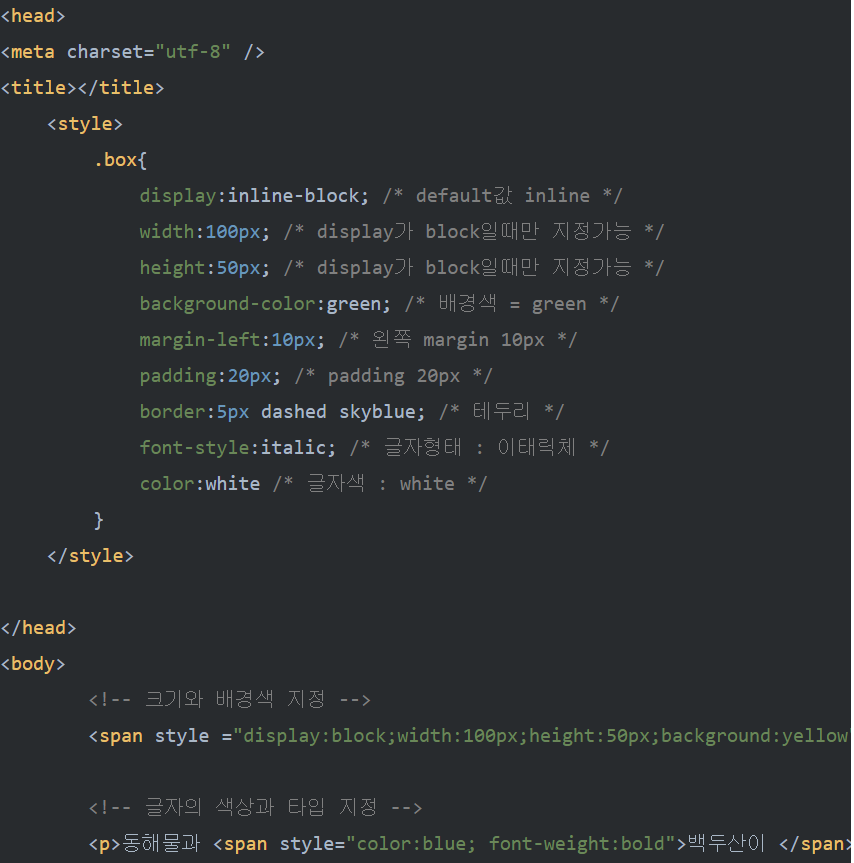 <head>
<meta charset="utf-8" />
<title></title>
<style>
.box{
display:inline-block; /* default값 inline */
width:100px; /* display가 block일때만 지정가능 */
height:50px; /* display가 block일때만 지정가능 */
background-color:green; /* 배경색 = green */
margin-left:10px; /* 왼쪽 margin 10px */
padding:20px; /* padding 20px */
border:5px dashed skyblue; /* 테두리 */
font-style:italic; /* 글자형태 : 이태릭체 */
color:white /* 글자색 : white */
}
</style>
</head>
<body>
<!-- 크기와 배경색 지정 -->
<span style ="display:block;width:100px;height:50px;background:yellow"
<!-- 글자의 색상과 타입 지정 -->
<p>동해물과 <span style="color:blue; font-weight:bold">백두산이 </span>